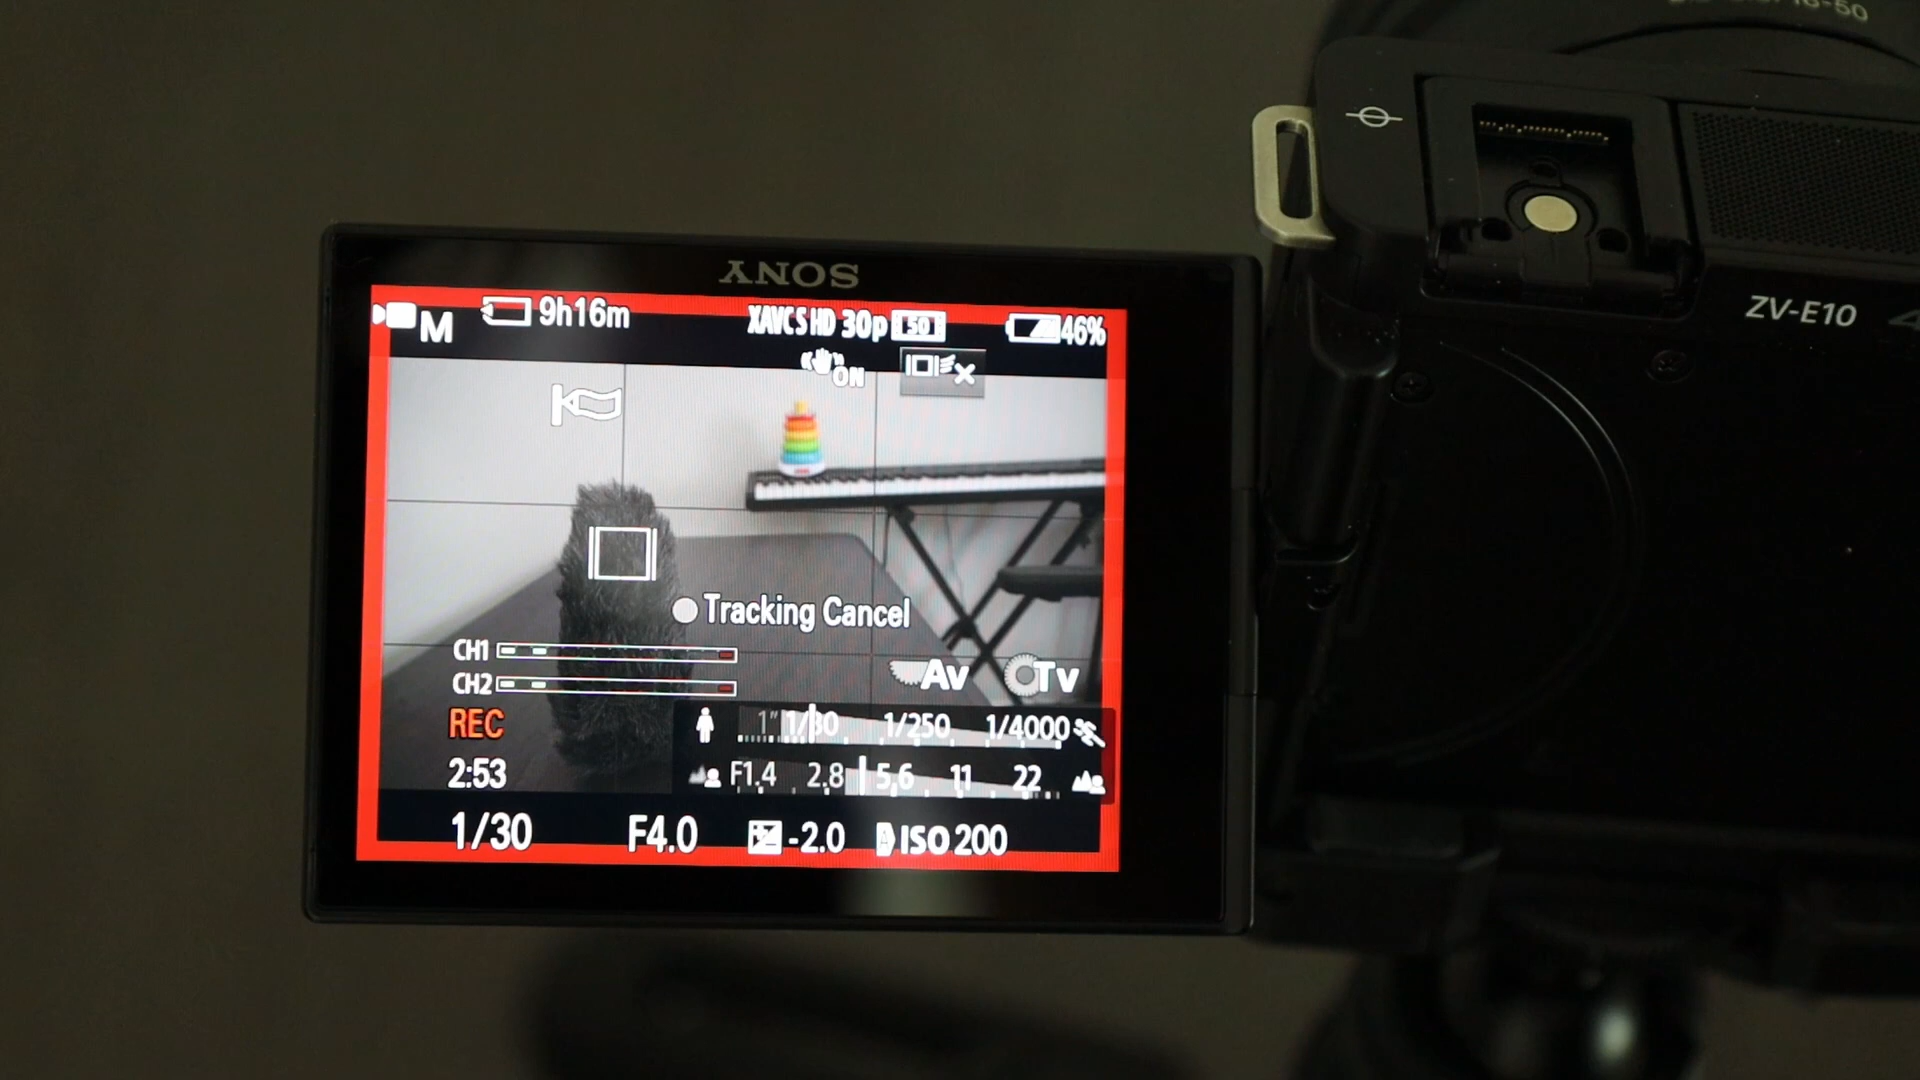 16-50
SONY
M 9h16m XAVC S HD 30p 50 46%
ON
ZV-E10
Tracking Cancel
CH1
CH2
Av Tv
REC
1" 1/30 1/250 1/4000
2:53
F1.4 2.8 5.6 11 22
1/30 F4.0 -2.0 ISO 200